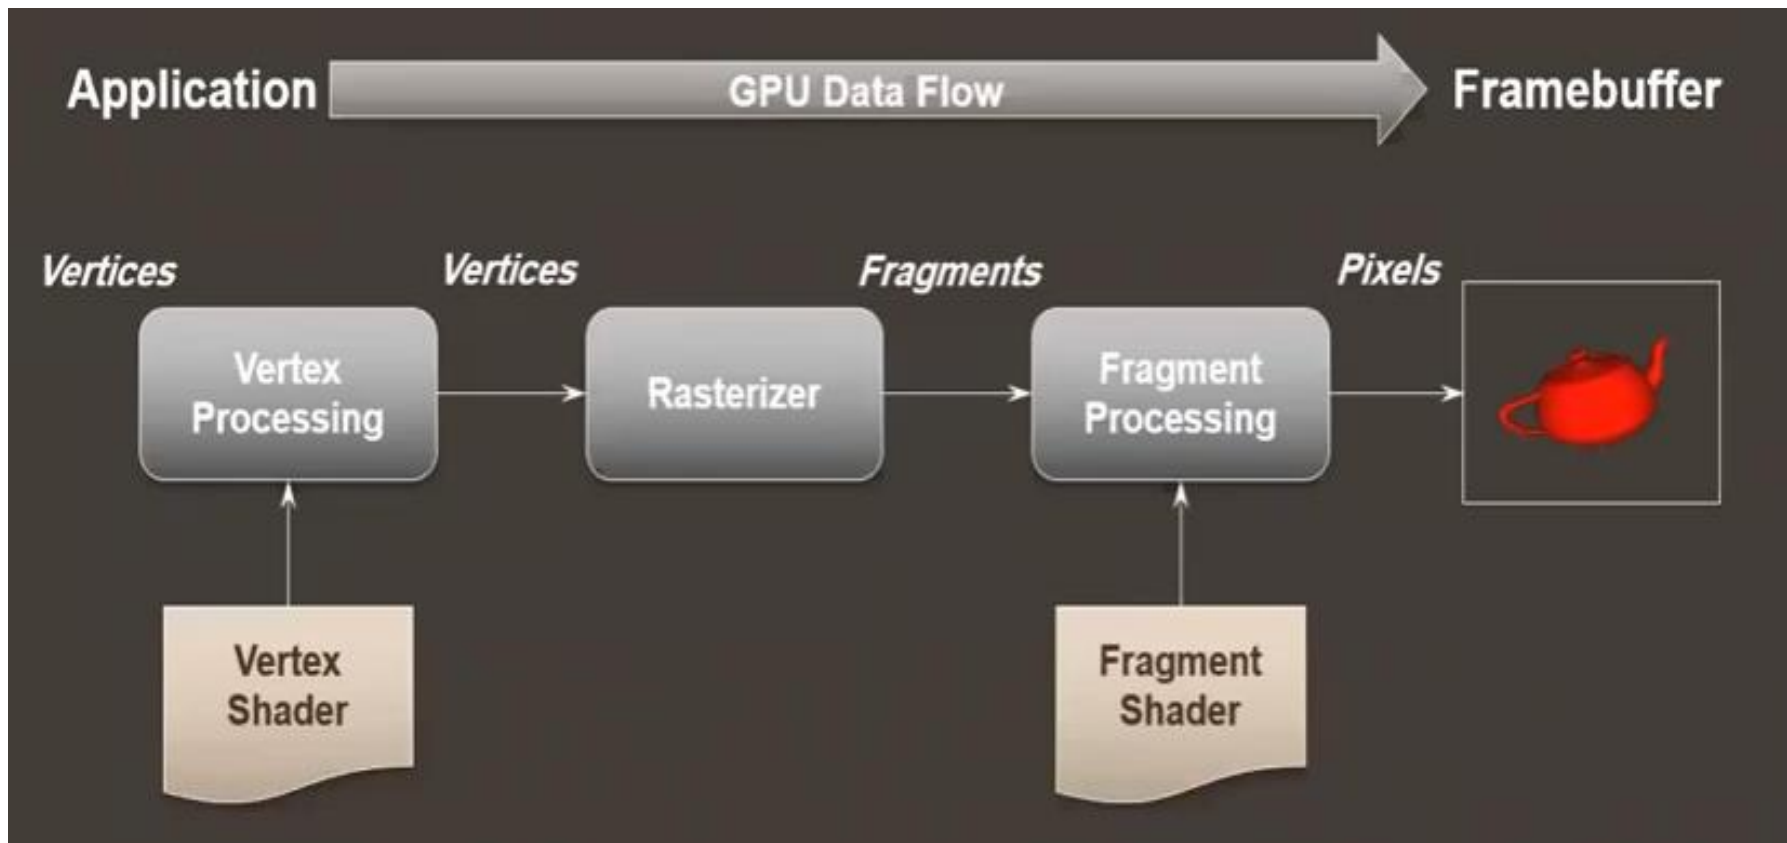 Application
GPU Data Flow
Framebuffer
Vertices
Vertices
Fragments
Pixels
Vertex
Processing
Rasterizer
Fragment
Processing
Vertex
Shader
Fragment
Shader